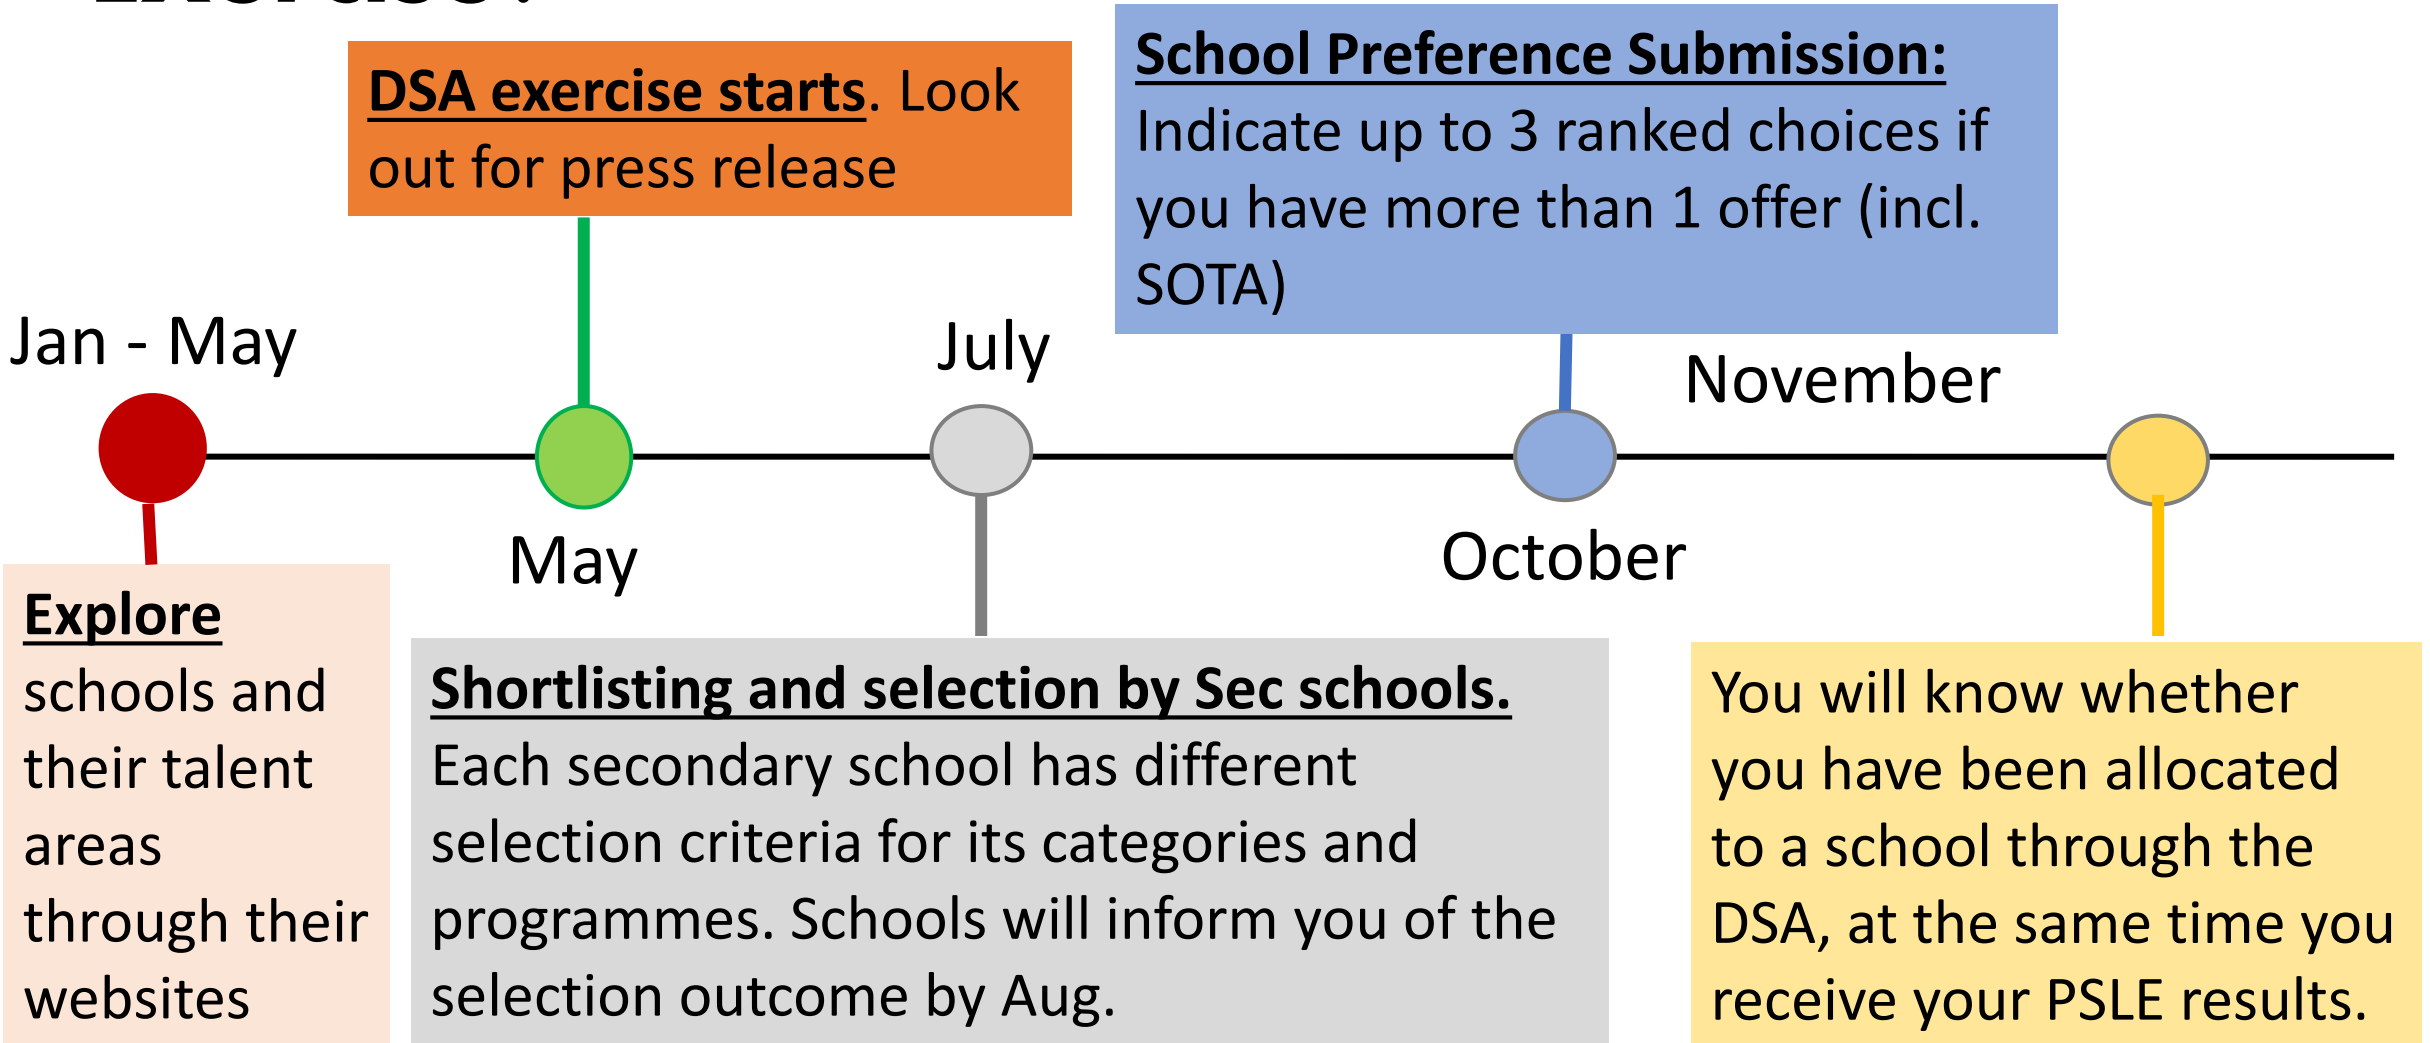 DSA exercise starts. Look
out for press release
School Preference Submission:
Indicate up to 3 ranked choices if
you have more than 1 offer (incl.
SOTA)
Jan - May
July
November
May
October
Explore
schools and
their talent
areas
through their
websites
Shortlisting and selection by Sec schools.
Each secondary school has different
selection criteria for its categories and
programmes. Schools will inform you of the
selection outcome by Aug.
You will know whether
you have been allocated
to a school through the
DSA, at the same time you
receive your PSLE results.